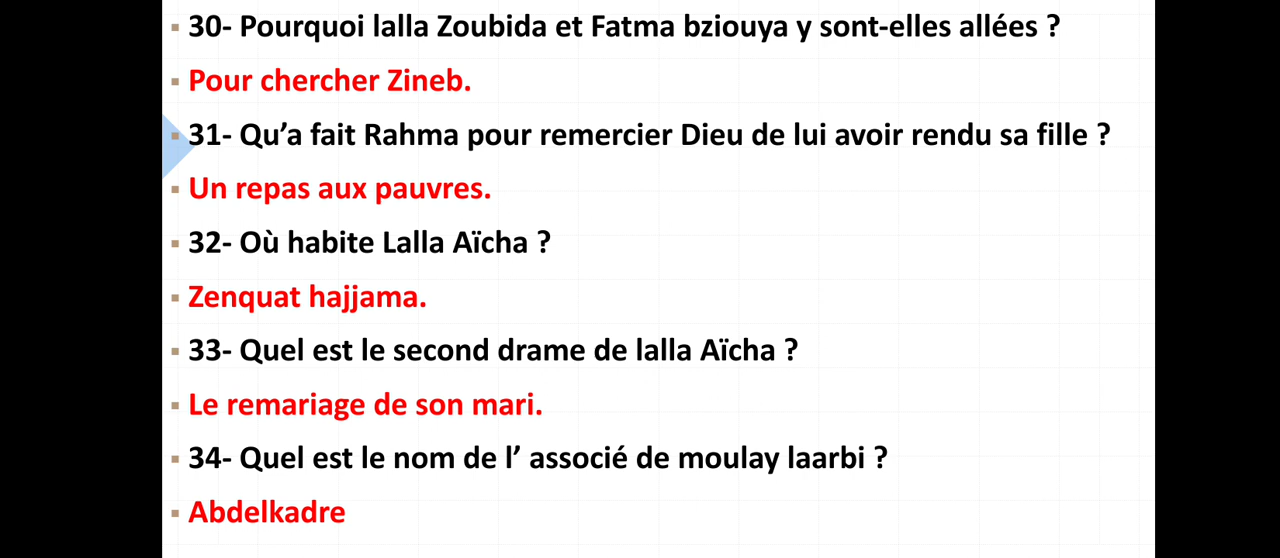 30- Pourquoi lalla Zoubida et Fatma bziouya y sont-elles allées ?
Pour chercher Zineb.
31- Qu’a fait Rahma pour remercier Dieu de lui avoir rendu sa fille ?
Un repas aux pauvres.
32- Où habite Lalla Aïcha ?
Zenquat hajjama.
33- Quel est le second drame de lalla Aïcha ?
Le remariage de son mari.
34- Quel est le nom de l’ associé de moulay laarbi ?
Abdelkadre